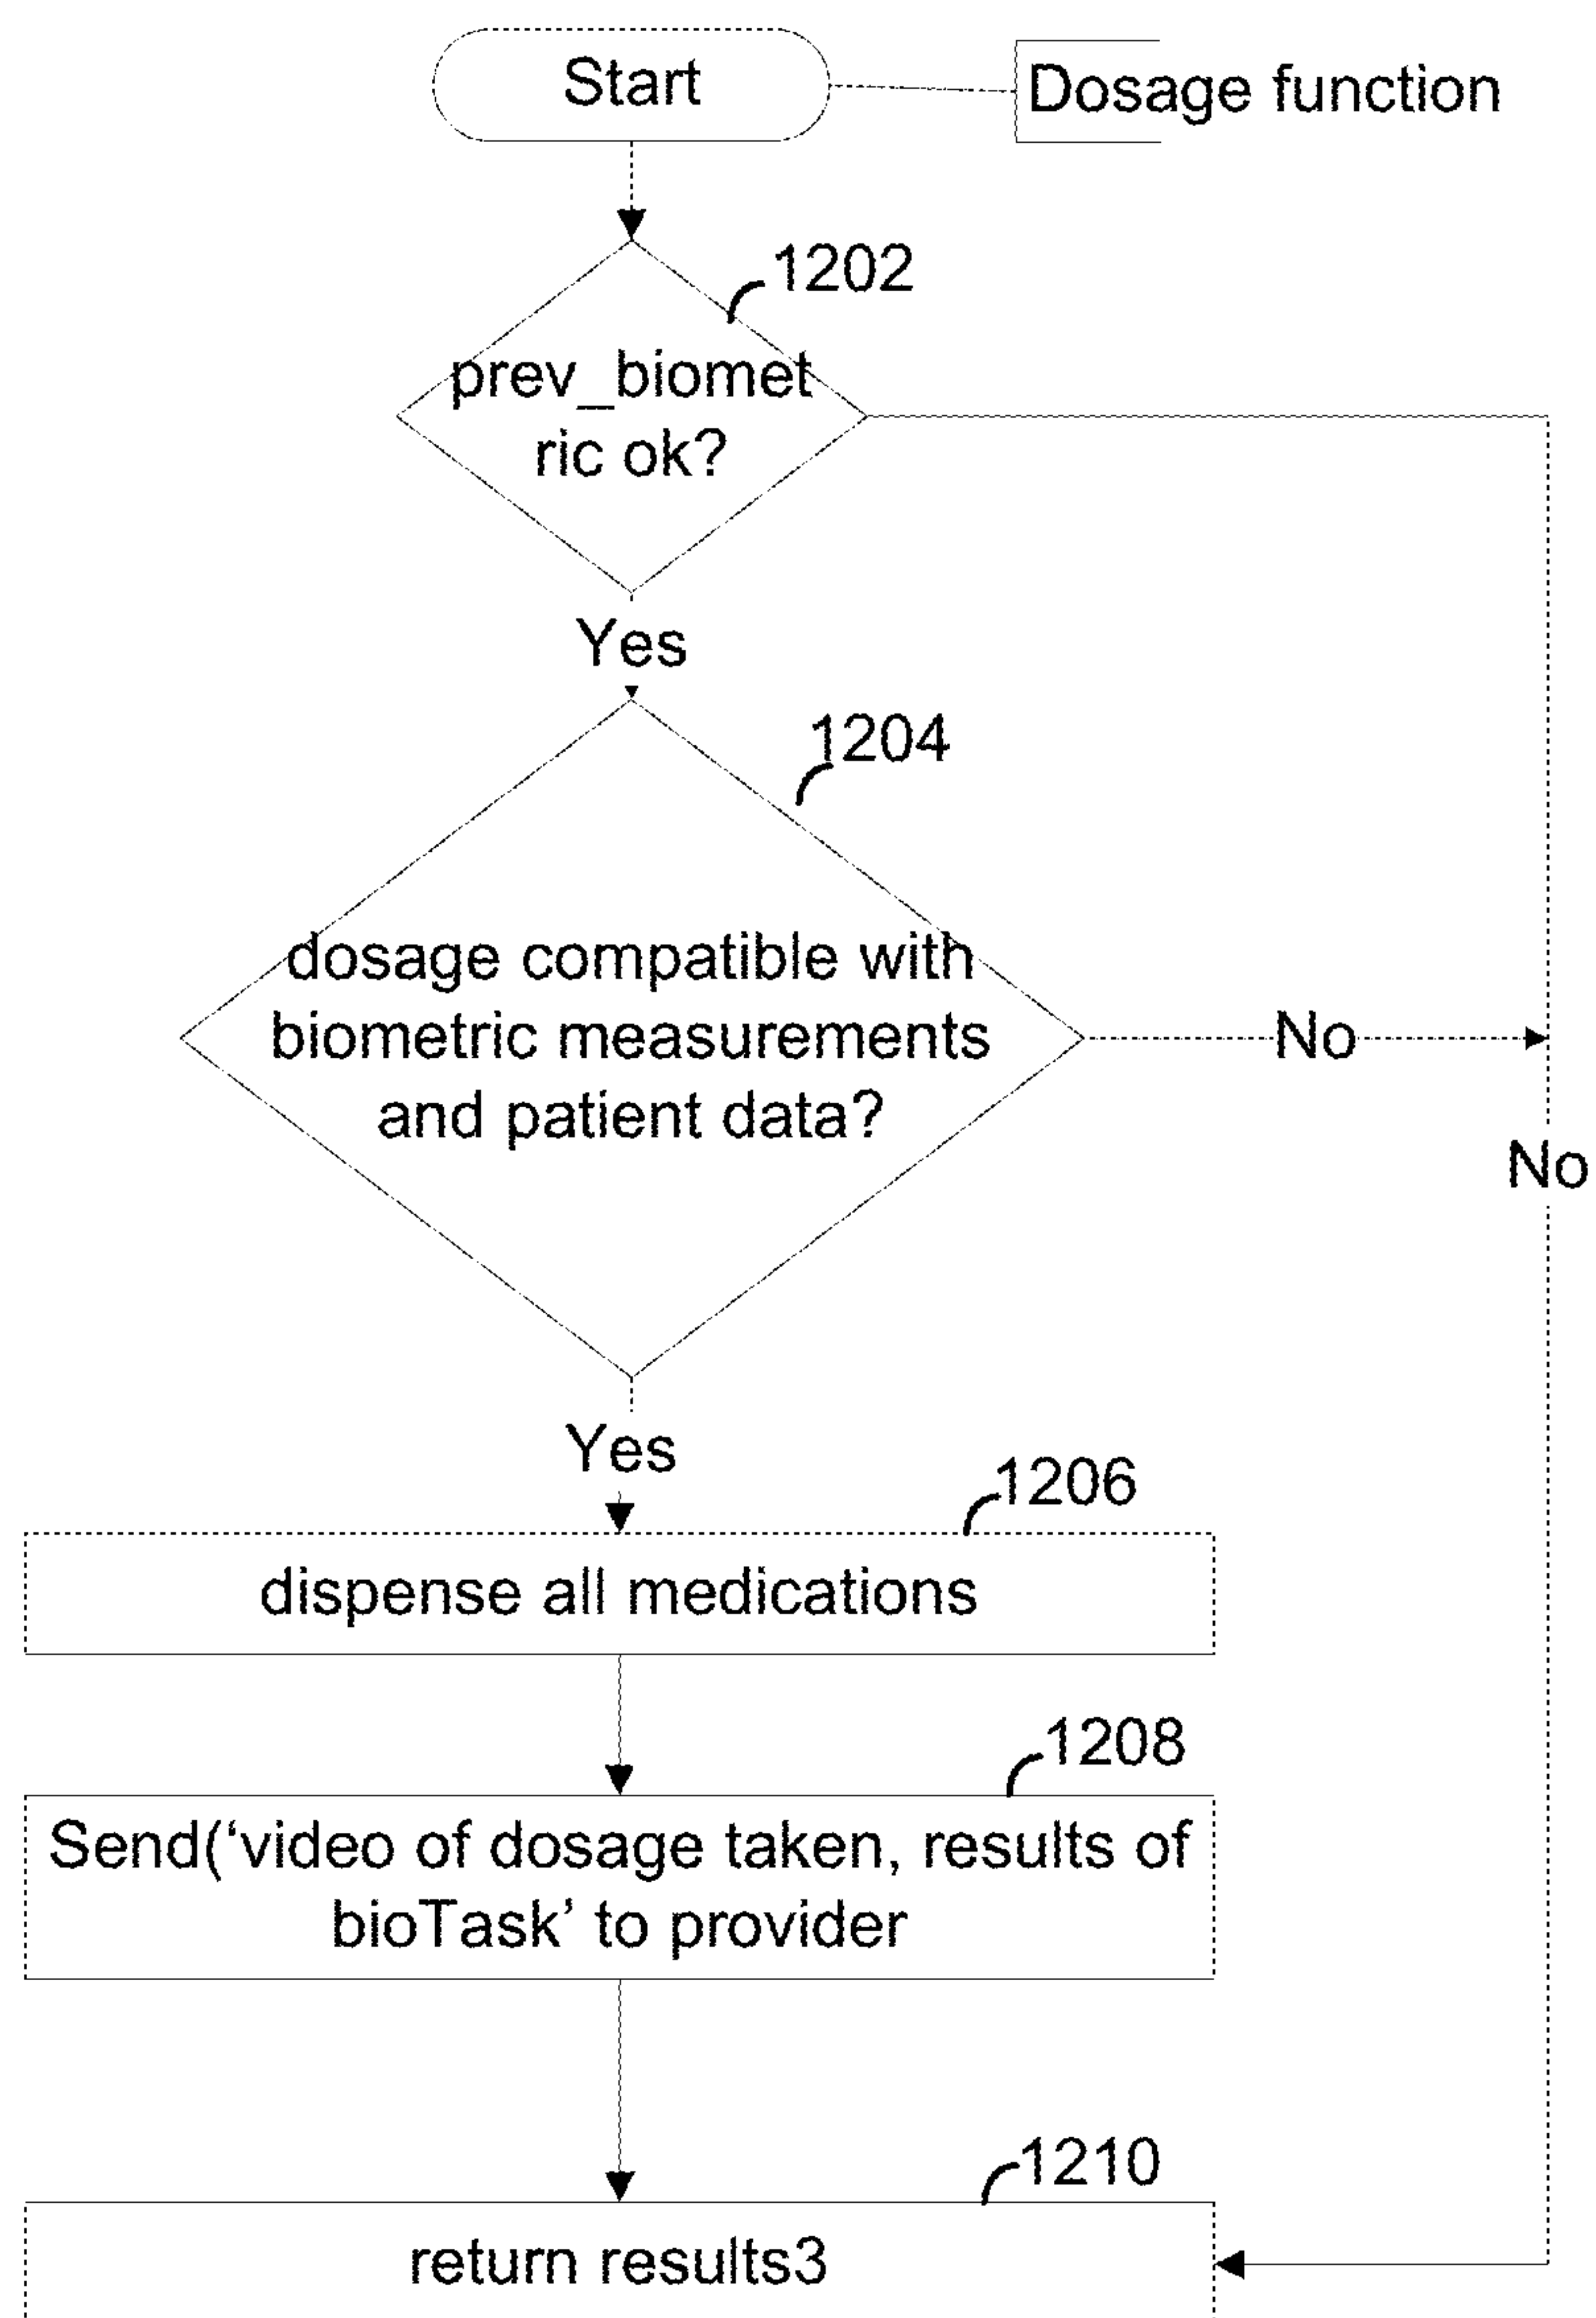 Start
Dosage function
1202
prev_biomet
ric ok?
Yes
1204
dosage compatible with
biometric measurements
and patient data?
No
No
Yes
1206
dispense all medications
1208
Send(‘video of dosage taken, results of
bioTask’ to provider
1210
return results3